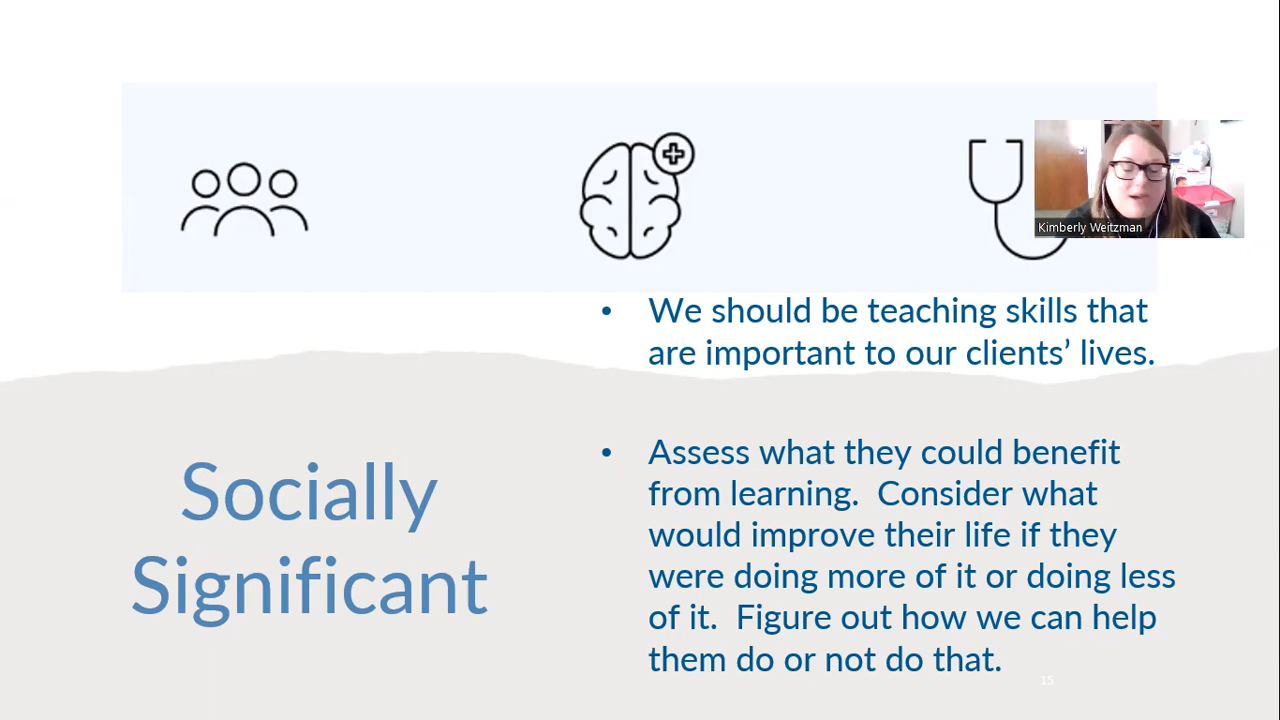 Kimberly Weitzman
• We should be teaching skills that
are important to our clients’ lives.
Socially
Significant
• Assess what they could benefit
from learning.  Consider what
would improve their life if they
were doing more of it or doing less
of it.  Figure out how we can help
them do or not do that.
15